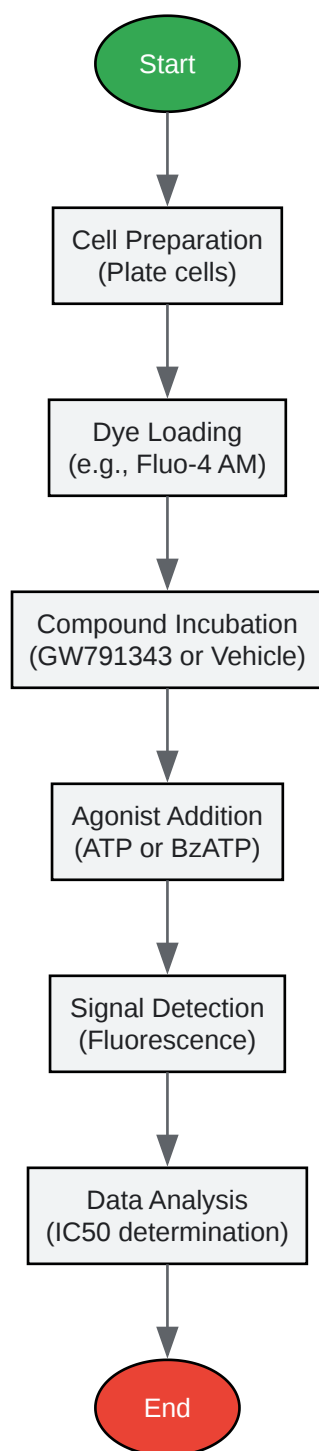 Start
Cell Preparation
(Plate cells)
Dye Loading
(e.g., Fluo-4 AM)
Compound Incubation
(GW791343 or Vehicle)
Agonist Addition
(ATP or BzATP)
Signal Detection
(Fluorescence)
Data Analysis
(IC50 determination)
End